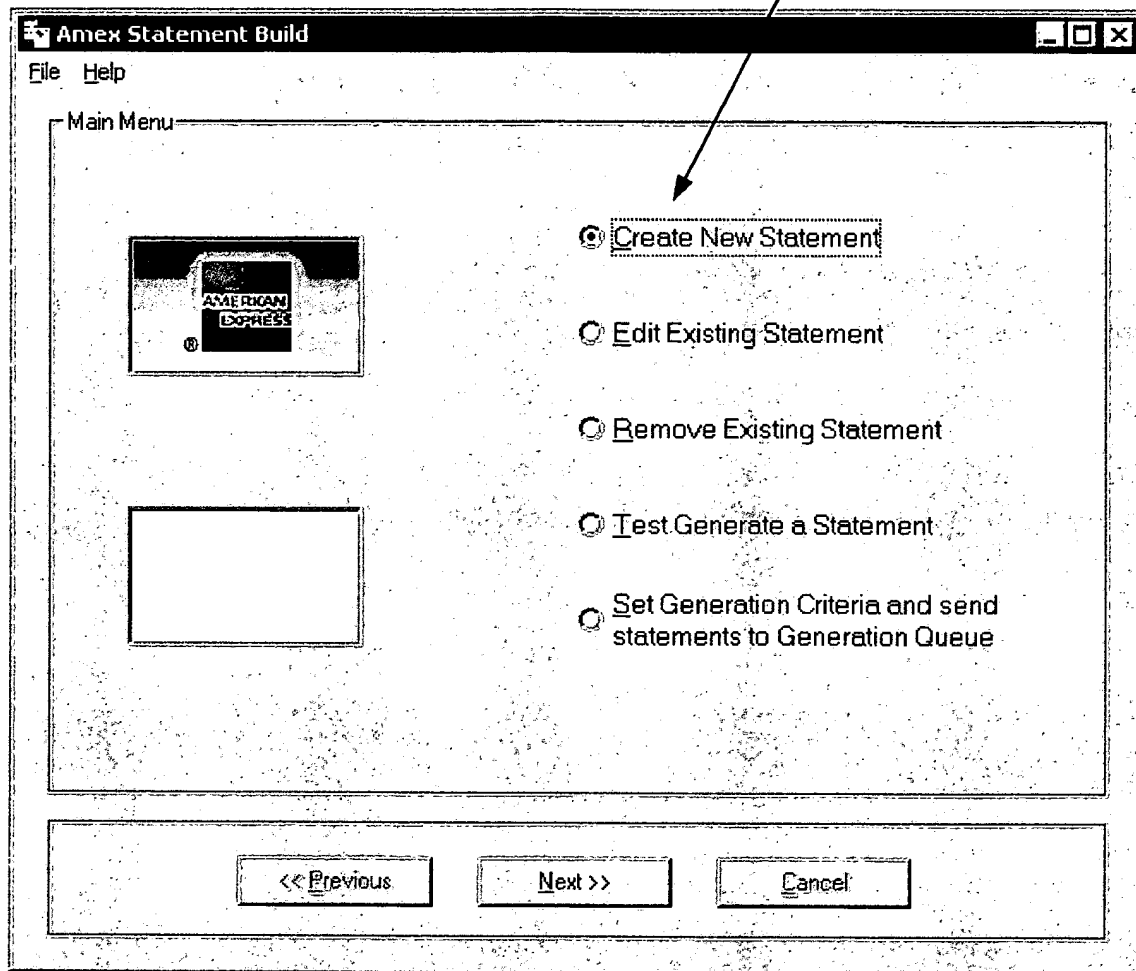 Amex Statement Build
File Help
Main Menu
AMERICAN
EXPRESS
®
Create New Statement
Edit Existing Statement
Remove Existing Statement
Test Generate a Statement
Set Generation Criteria and send
statements to Generation Queue
<< Previous
Next >>
Cancel